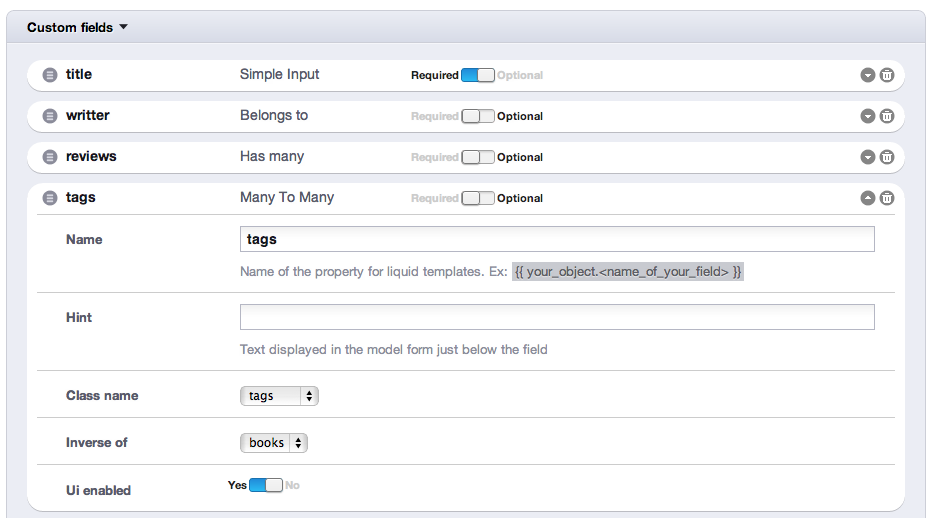 Custom fields
title Simple Input Required Optional
writter Belongs to Required Optional
reviews Has many Required Optional
tags Many To Many Required Optional
Name tags
Name of the property for liquid templates. Ex: {{ your_object.<name_of_your_field> }}
Hint
Text displayed in the model form just below the field
Class name tags
Inverse of books
Ui enabled Yes No